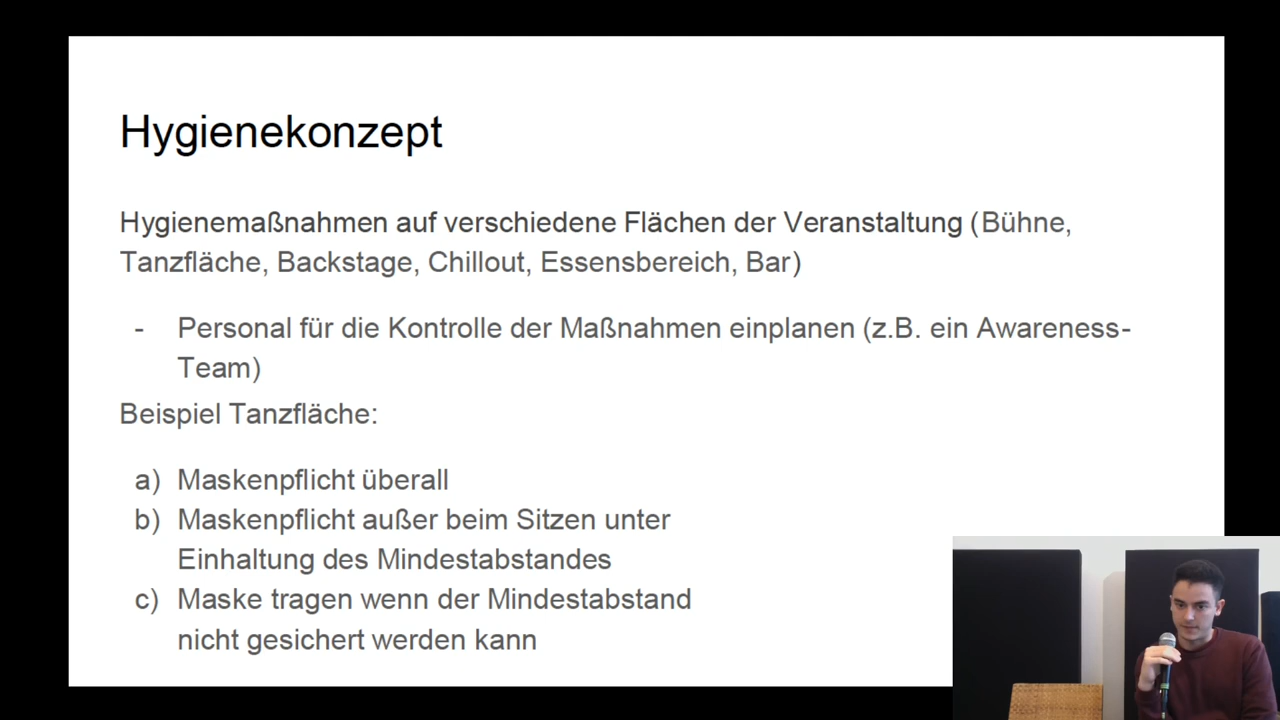 Hygienekonzept
Hygienemaßnahmen auf verschiedene Flächen der Veranstaltung (Bühne,
Tanzfläche, Backstage, Chillout, Essensbereich, Bar)
- Personal für die Kontrolle der Maßnahmen einplanen (z.B. ein Awareness-
Team)
Beispiel Tanzfläche:
a) Maskenpflicht überall
b) Maskenpflicht außer beim Sitzen unter
Einhaltung des Mindestabstandes
c) Maske tragen wenn der Mindestabstand
nicht gesichert werden kann